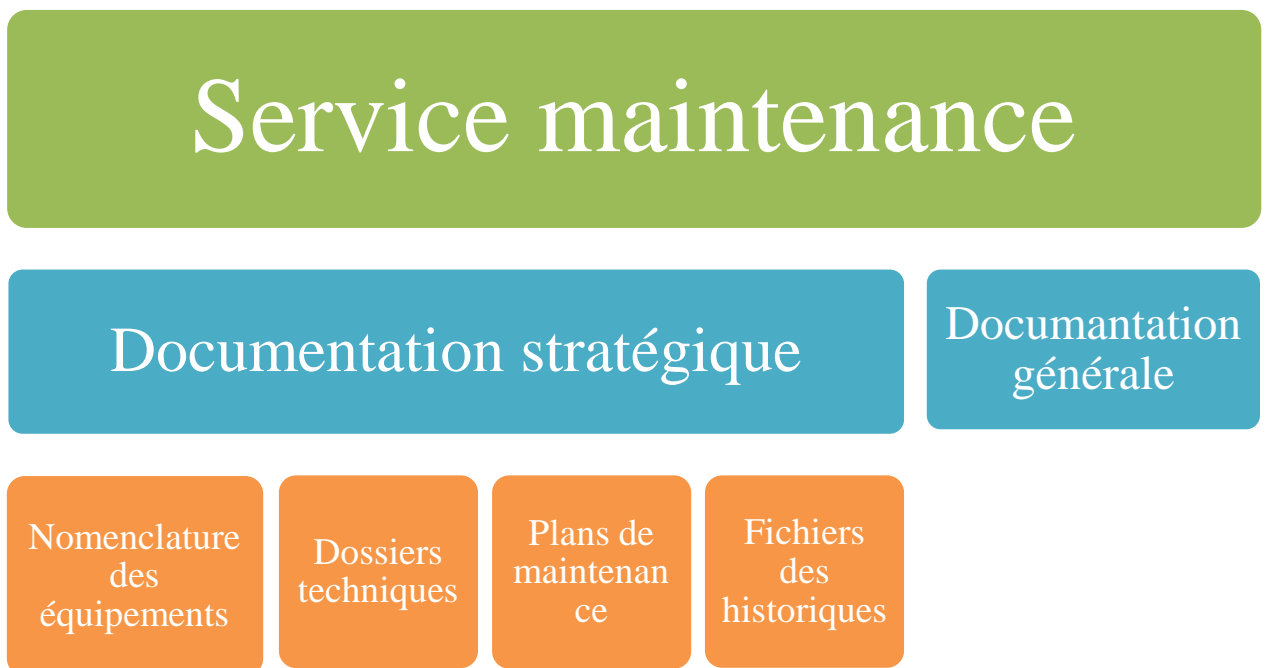 Service maintenance
Documentation stratégique
Documantation
générale
Nomenclature
des
équipements
Dossiers
techniques
Plans de
maintenan
ce
Fichiers
des
historiques